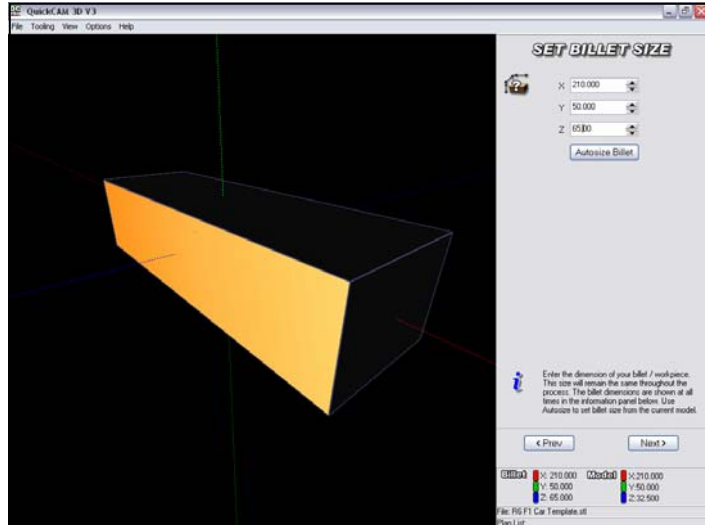 QuickCAM 3D V3
File Tooling View Options Help
SET BILLET SIZE
X 210.000
Y 50.000
Z 65.00
Autosize Billet
Enter the dimension of your billet / workpiece.
This size will remain the same throughout the
process. The billet dimensions are shown at all
times in the information panel below. Use
Autosize to set billet size from the current model.
< Prev Next >
Billet X: 210.000 Model X:210.000
Y: 50.000 Y:50.000
Z: 65.000 Z:32.500
File: R6 F1 Car Template.stl
Plan List: